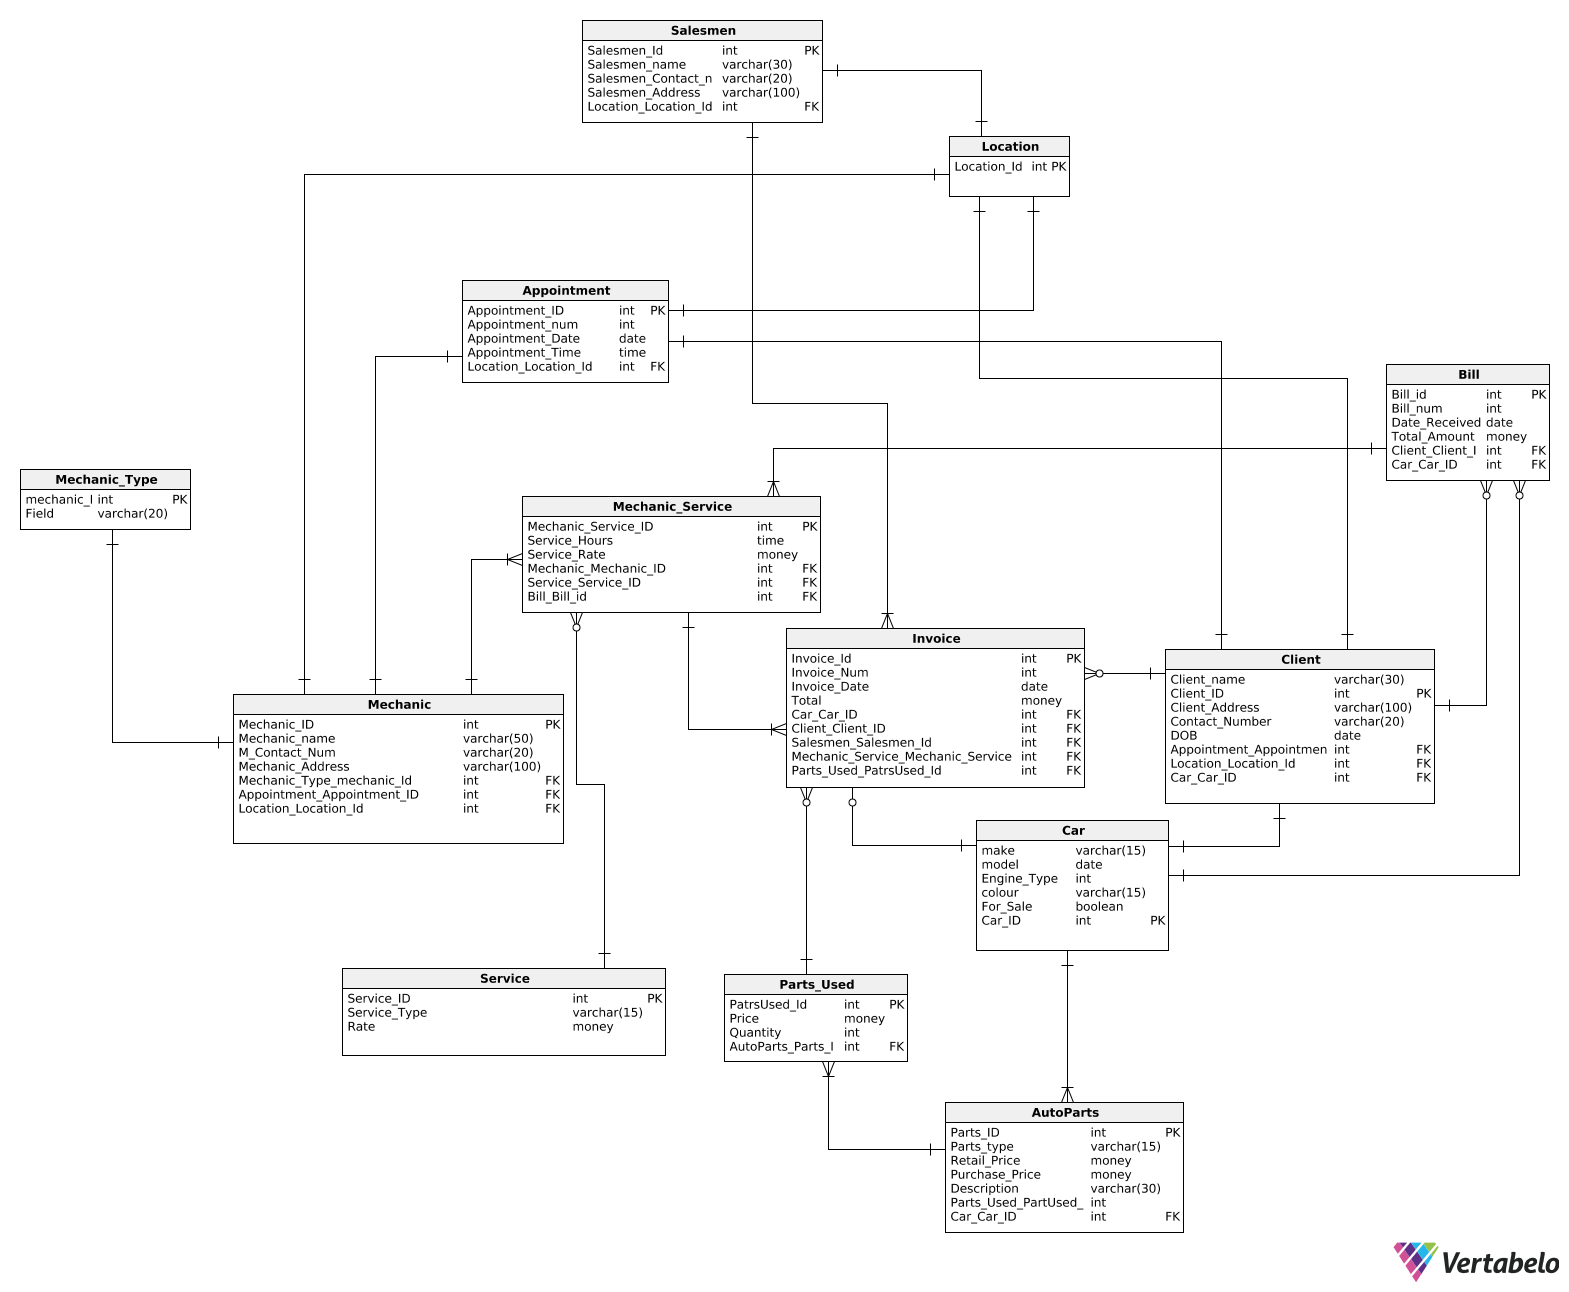 Salesmen
Salesmen_Id int PK
Salesmen_name varchar(30)
Salesmen_Contact_n varchar(20)
Salesmen_Address varchar(100)
Location_Location_Id int FK
Location
Location_Id int PK
Appointment
Appointment_ID int PK
Appointment_num int
Appointment_Date date
Appointment_Time time
Location_Location_Id int FK
Bill
Bill_id int PK
Bill_num int
Date_Received date
Total_Amount money
Client_Client_I int FK
Car_Car_ID int FK
Mechanic_Type
mechanic_I int PK
Field varchar(20)
Mechanic_Service
Mechanic_Service_ID int PK
Service_Hours time
Service_Rate money
Mechanic_Mechanic_ID int FK
Service_Service_ID int FK
Bill_Bill_id int FK
Invoice
Invoice_Id int PK
Invoice_Num int
Invoice_Date date
Total money
Car_Car_ID int FK
Client_Client_ID int FK
Salesmen_Salesmen_Id int FK
Mechanic_Service_Mechanic_Service int FK
Parts_Used_PatrsUsed_Id int FK
Client
Client_name varchar(30)
Client_ID int PK
Client_Address varchar(100)
Contact_Number varchar(20)
DOB date
Appointment_Appointmen int FK
Location_Location_Id int FK
Car_Car_ID int FK
Mechanic
Mechanic_ID int PK
Mechanic_name varchar(50)
M_Contact_Num varchar(20)
Mechanic_Address varchar(100)
Mechanic_Type_mechanic_Id int FK
Appointment_Appointment_ID int FK
Location_Location_Id int FK
Car
make varchar(15)
model date
Engine_Type int
colour varchar(15)
For_Sale boolean
Car_ID int PK
Service
Service_ID int PK
Service_Type varchar(15)
Rate money
Parts_Used
PatrsUsed_Id int PK
Price money
Quantity int
AutoParts_Parts_I int FK
AutoParts
Parts_ID int PK
Parts_type varchar(15)
Retail_Price money
Purchase_Price money
Description varchar(30)
Parts_Used_PartUsed_ int
Car_Car_ID int FK
Vertabelo